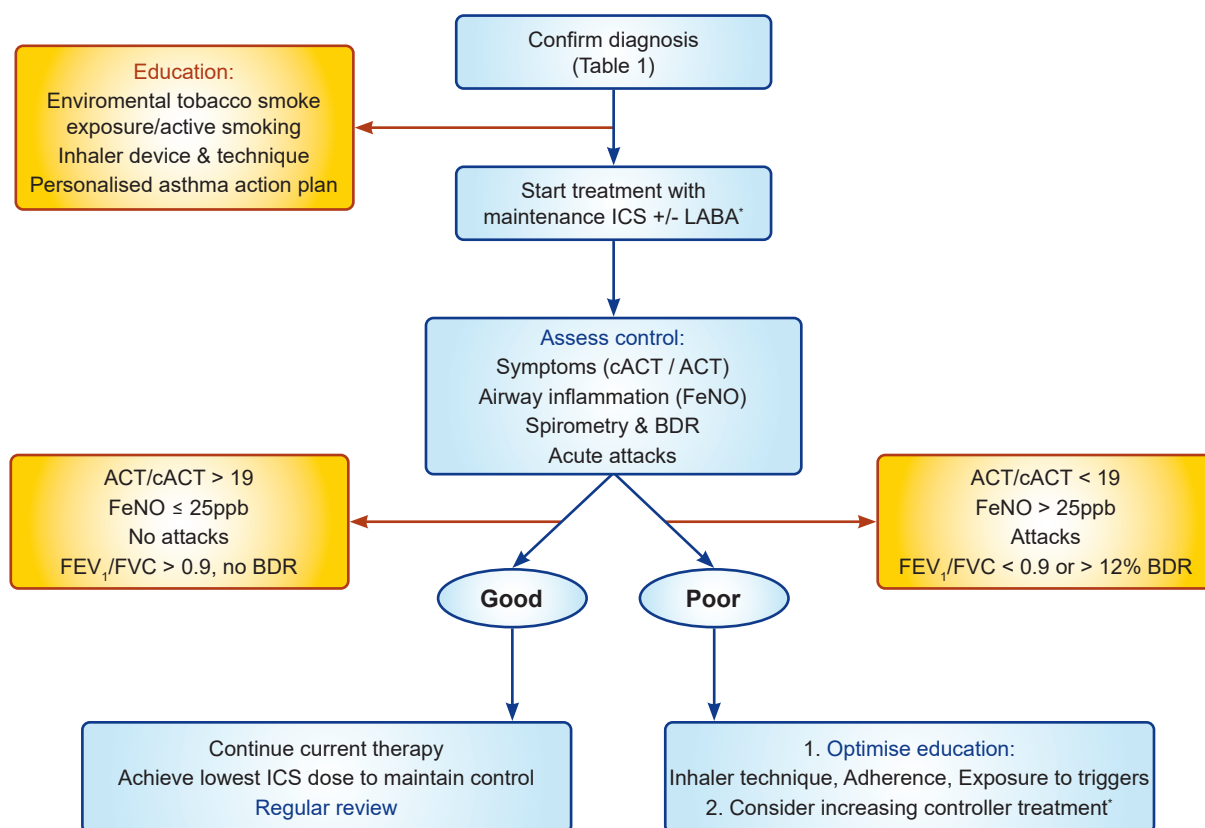 Confirm diagnosis
(Table 1)
Education:
Enviromental tobacco smoke
exposure/active smoking
Inhaler device & technique
Personalised asthma action plan
Start treatment with
maintenance ICS +/- LABA*
Assess control:
Symptoms (cACT / ACT)
Airway inflammation (FeNO)
Spirometry & BDR
Acute attacks
ACT/cACT > 19
FeNO ≤ 25ppb
No attacks
FEV₁/FVC > 0.9, no BDR
ACT/cACT < 19
FeNO > 25ppb
Attacks
FEV₁/FVC < 0.9 or > 12% BDR
Good
Poor
Continue current therapy
Achieve lowest ICS dose to maintain control
Regular review
1. Optimise education:
Inhaler technique, Adherence, Exposure to triggers
2. Consider increasing controller treatment*